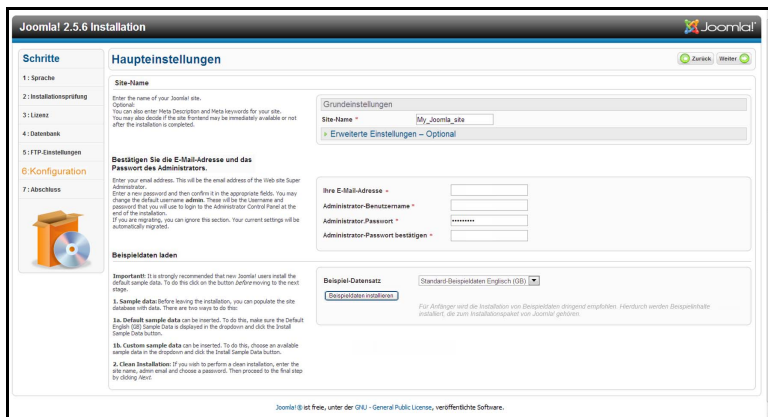 Joomla! 2.5.6 Installation
Joomla!
Schritte
1 : Sprache
2 : Installationsprüfung
3 : Lizenz
4 : Datenbank
5 : FTP-Einstellungen
6:Konfiguration
7 : Abschluss
Haupteinstellungen
Zurück
Weiter
Site-Name
Enter the name of your Joomla! site.
Optional:
You can also enter Meta Description and Meta keywords for your site.
You may also decide if the site frontend may be immediately available or not
after the installation is completed.
Grundeinstellungen
Site-Name *
My_Joomla_site
Erweiterte Einstellungen – Optional
Bestätigen Sie die E-Mail-Adresse und das
Passwort des Administrators.
Enter your email address. This will be the email address of the Web site Super
Administrator.
Enter a new password and then confirm it in the appropriate fields. You may
change the default username admin. These will be the Username and
password that you will use to login to the Administrator Control Panel at the
end of the installation.
If you are migrating, you can ignore this section. Your current settings will be
automatically migrated.
Ihre E-Mail-Adresse *
Administrator-Benutzername *
Administrator.Passwort *
•••••••••
Administrator-Passwort bestätigen *
Beispieldaten laden
Important!: It is strongly recommended that new Joomla! users install the
default sample data. To do this click on the button before moving to the next
stage.
1. Sample data: Before leaving the installation, you can populate the site
database with data. There are two ways to do this:
1a. Default sample data can be inserted. To do this, make sure the Default
English (GB) Sample Data is displayed in the dropdown and click the Install
Sample Data button.
1b. Custom sample data can be inserted. To do this, choose an available
sample data in the dropdown and click the Install Sample Data button.
2. Clean Installation: If you wish to perform a clean installation, enter the
site name, admin email and choose a password. Then proceed to the final step
by clicking Next!
Beispiel-Datensatz
Standard-Beispieldaten Englisch (GB)
Beispieldaten installieren
Für Anfänger wird die Installation von Beispieldaten dringend empfohlen. Hierdurch werden Beispielinhalte
installiert, die zum Installationspaket von Joomla! gehören.
Joomla!® ist freie, unter der GNU - General Public License, veröffentlichte Software.